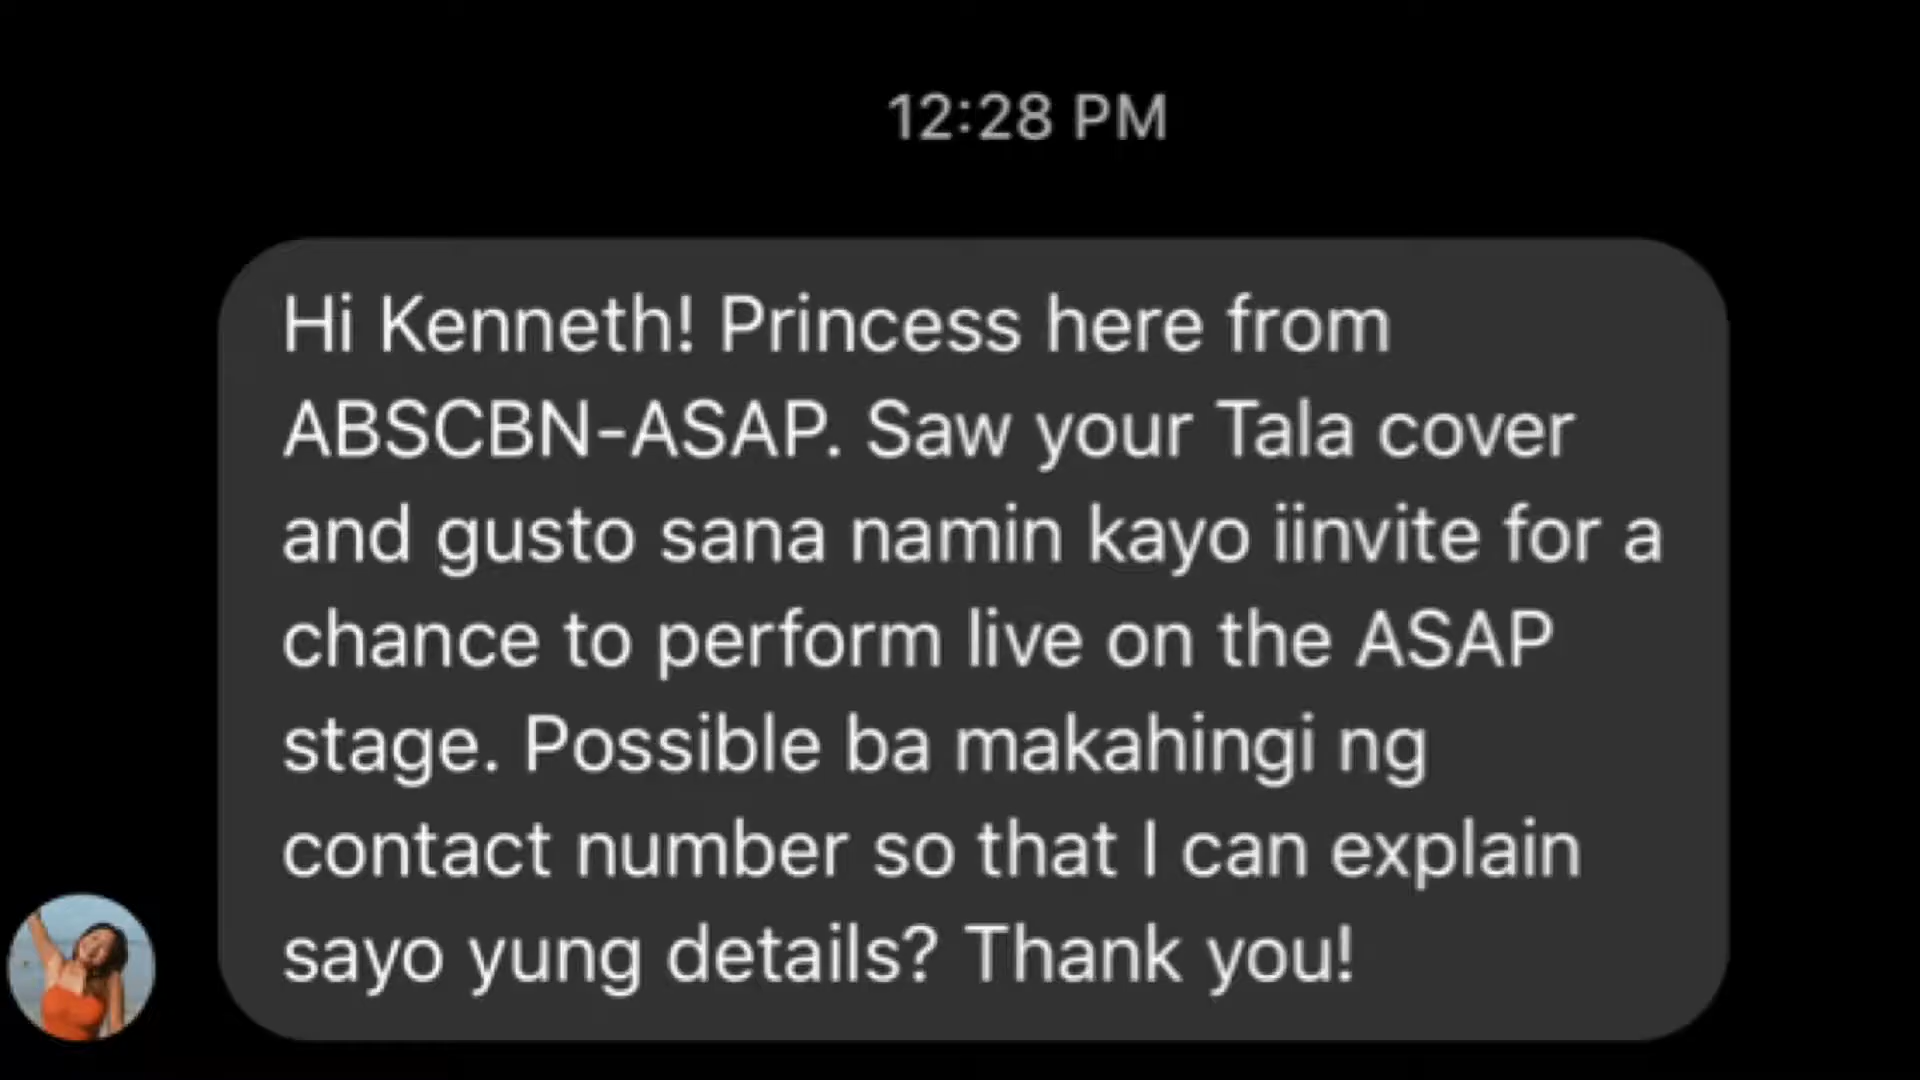 12:28 PM
Hi Kenneth! Princess here from
ABSCBN-ASAP. Saw your Tala cover
and gusto sana namin kayo iinvite for a
chance to perform live on the ASAP
stage. Possible ba makahingi ng
contact number so that I can explain
sayo yung details? Thank you!